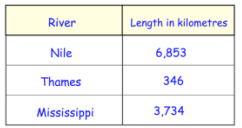 River Length in kilometres
Nile 6,853
Thames 346
Mississippi 3,734